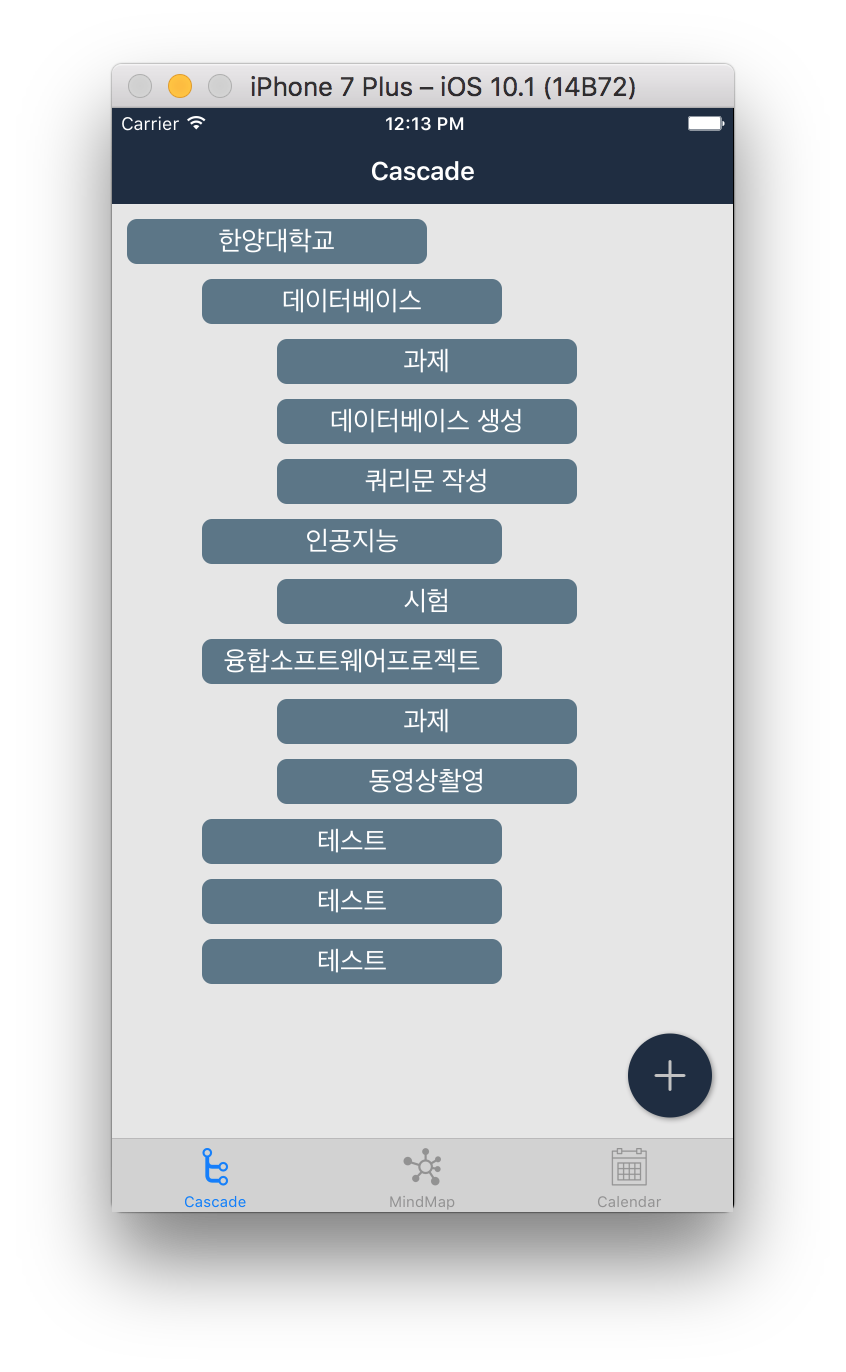 iPhone 7 Plus – iOS 10.1 (14B72)
Carrier 12:13 PM
Cascade
한양대학교
데이터베이스
과제
데이터베이스 생성
쿼리문 작성
인공지능
시험
융합소프트웨어프로젝트
과제
동영상촬영
테스트
테스트
테스트
Cascade MindMap Calendar